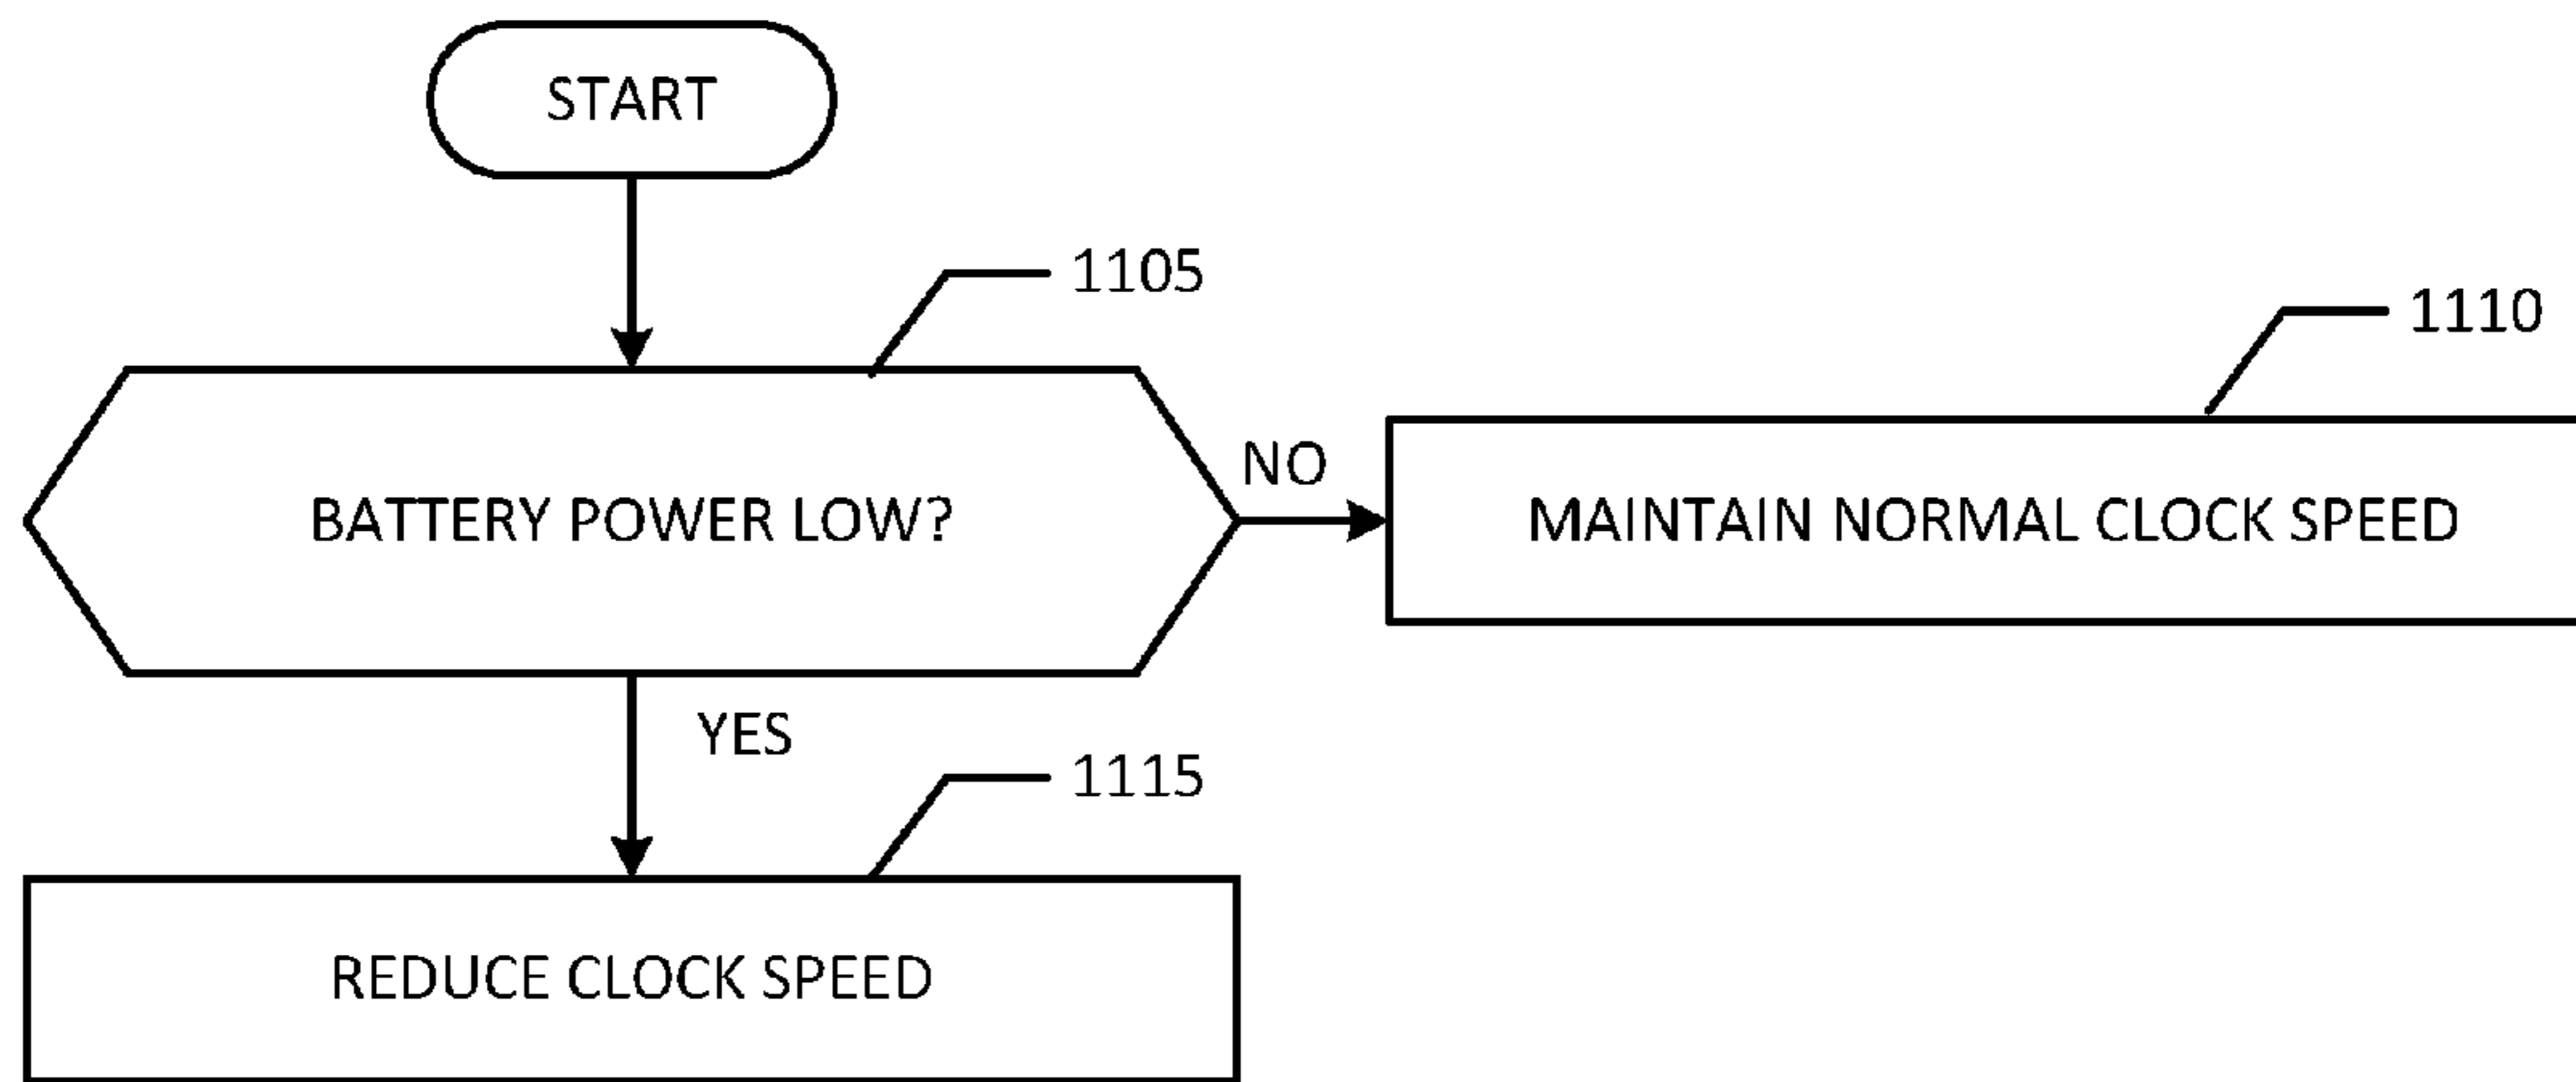 START
1105
1110
BATTERY POWER LOW?
NO
MAINTAIN NORMAL CLOCK SPEED
YES
1115
REDUCE CLOCK SPEED